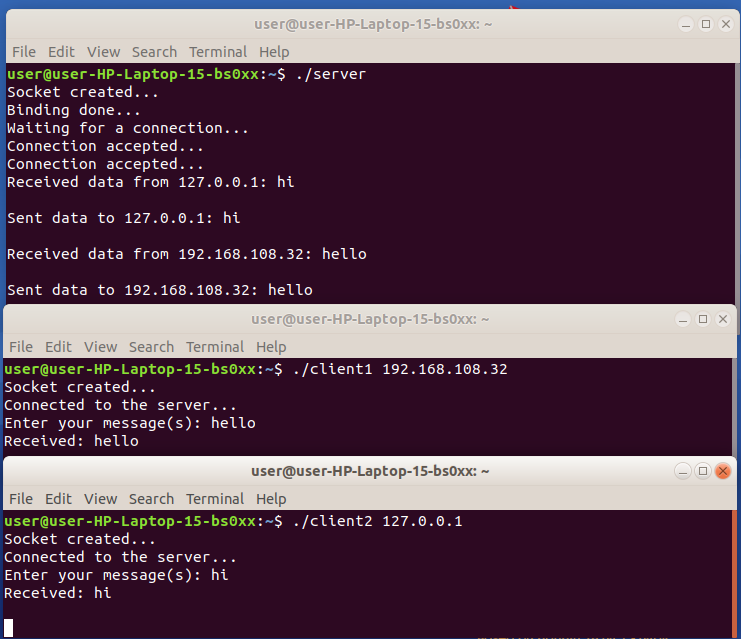 user@user-HP-Laptop-15-bs0xx: ~
File Edit View Search Terminal Help
user@user-HP-Laptop-15-bs0xx:~$ ./server
Socket created...
Binding done...
Waiting for a connection...
Connection accepted...
Connection accepted...
Received data from 127.0.0.1: hi
Sent data to 127.0.0.1: hi
Received data from 192.168.108.32: hello
Sent data to 192.168.108.32: hello
user@user-HP-Laptop-15-bs0xx: ~
File Edit View Search Terminal Help
user@user-HP-Laptop-15-bs0xx:~$ ./client1 192.168.108.32
Socket created...
Connected to the server...
Enter your message(s): hello
Received: hello
user@user-HP-Laptop-15-bs0xx: ~
File Edit View Search Terminal Help
user@user-HP-Laptop-15-bs0xx:~$ ./client2 127.0.0.1
Socket created...
Connected to the server...
Enter your message(s): hi
Received: hi